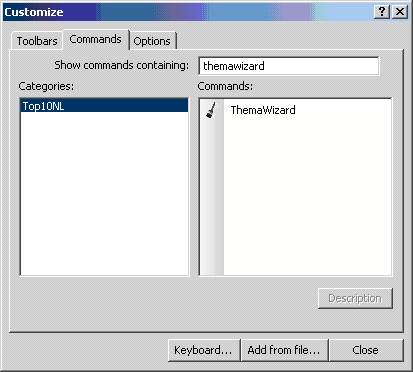 Customize
Toolbars Commands Options
Show commands containing: themawizard
Categories: Commands:
Top10NL ThemaWizard
Description
Keyboard... Add from file... Close